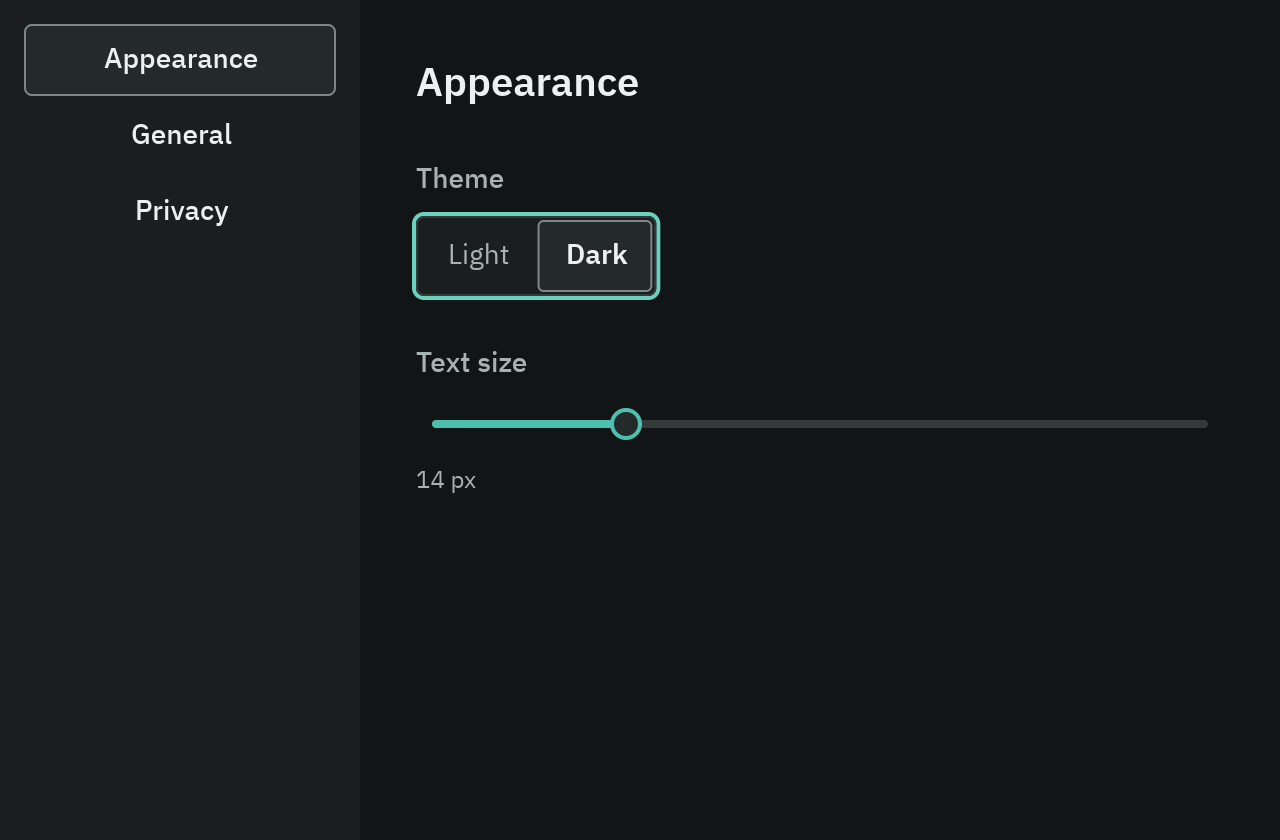 Appearance
General
Privacy
Appearance
Theme
Light Dark
Text size
14 px